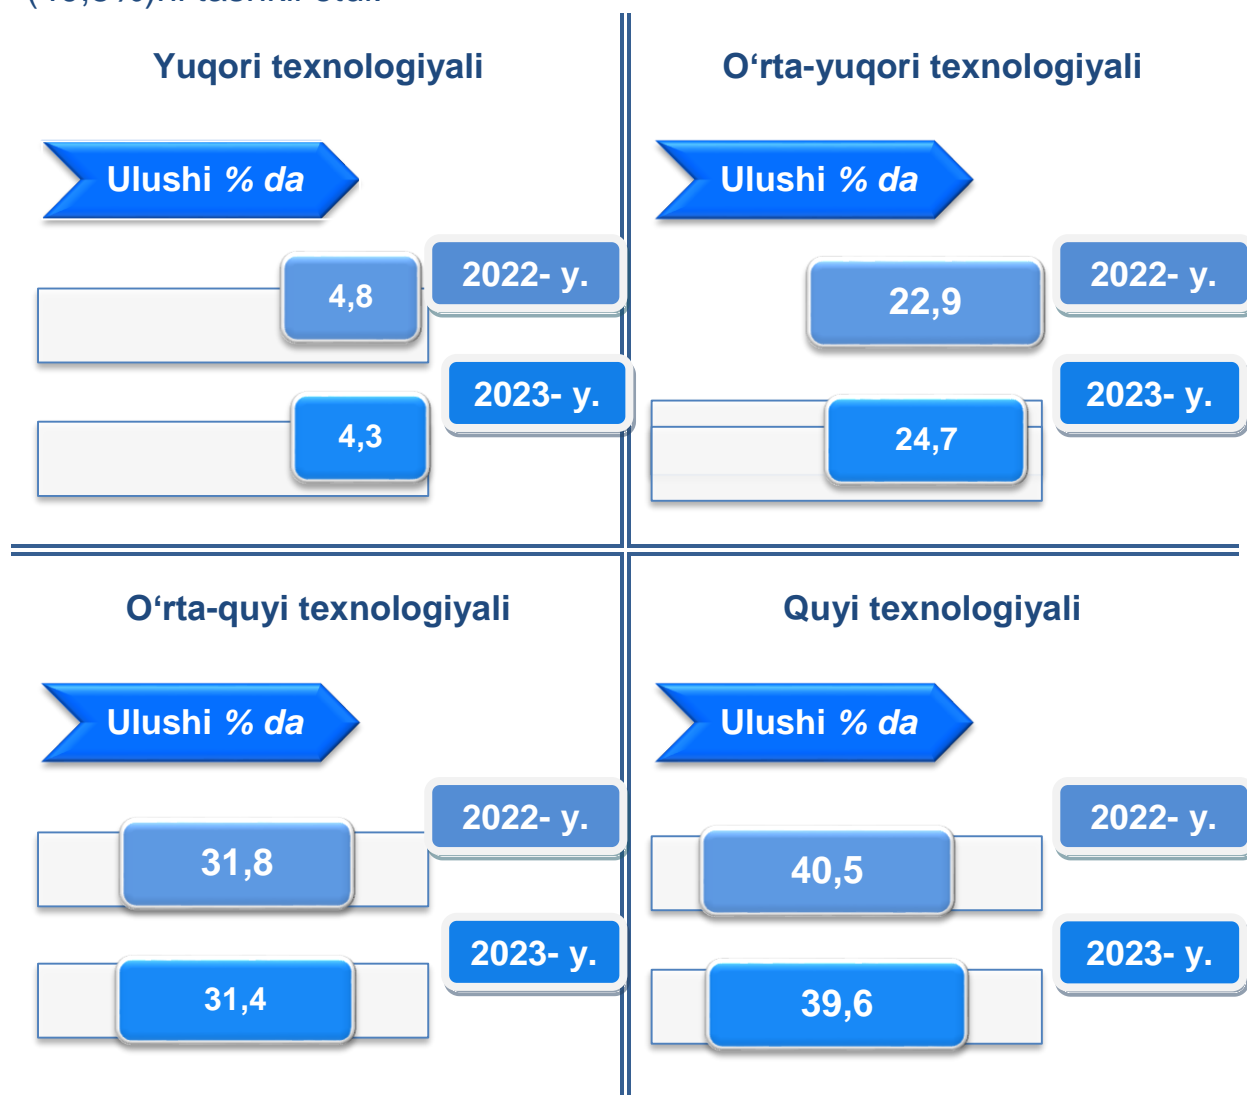 Yuqori texnologiyali
Ulushi % da
4,8
2022- y.
4,3
2023- y.
O‘rta-yuqori texnologiyali
Ulushi % da
22,9
2022- y.
24,7
2023- y.
O‘rta-quyi texnologiyali
Ulushi % da
31,8
2022- y.
31,4
2023- y.
Quyi texnologiyali
Ulushi % da
40,5
2022- y.
39,6
2023- y.